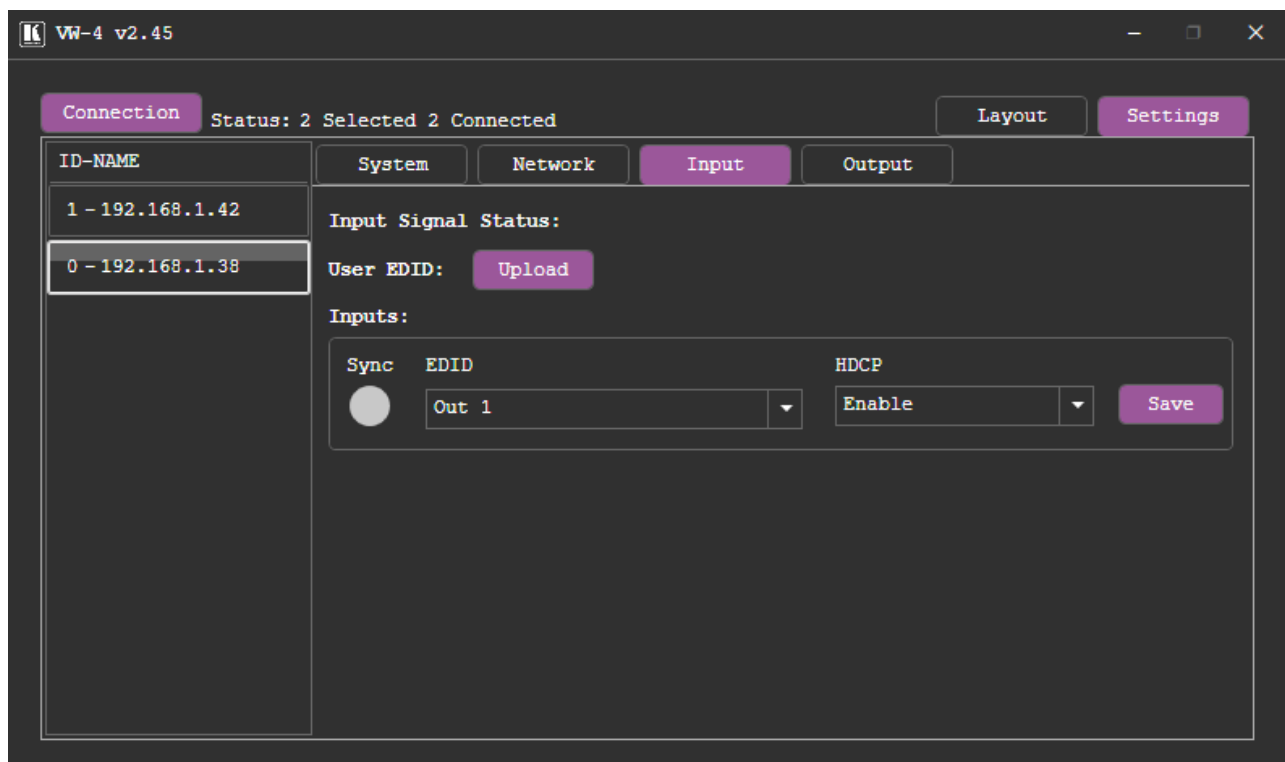 VW-4 v2.45
Connection Status: 2 Selected 2 Connected Layout Settings
ID-NAME
1 - 192.168.1.42
0 - 192.168.1.38
System Network Input Output
Input Signal Status:
User EDID: Upload
Inputs:
Sync EDID HDCP
Out 1 Enable Save